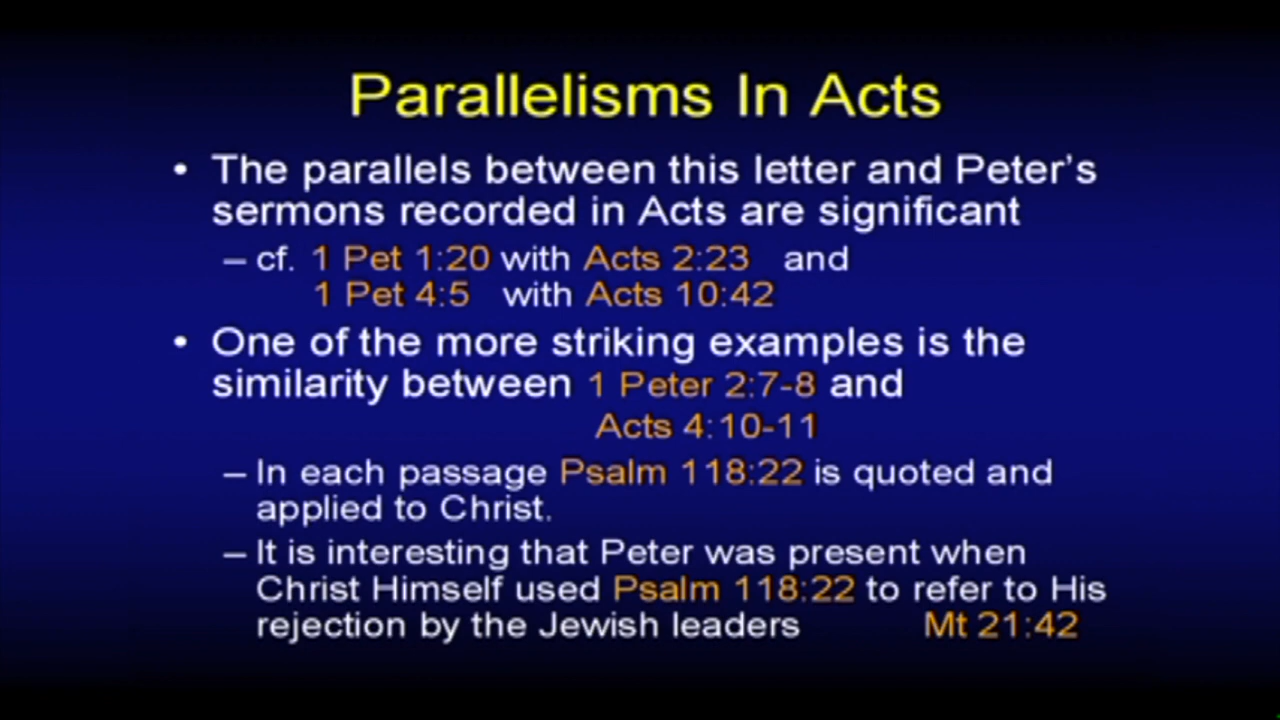 Parallelisms In Acts
• The parallels between this letter and Peter's
sermons recorded in Acts are significant
– cf. 1 Pet 1:20 with Acts 2:23 and
1 Pet 4:5 with Acts 10:42
• One of the more striking examples is the
similarity between 1 Peter 2:7-8 and
Acts 4:10-11
– In each passage Psalm 118:22 is quoted and
applied to Christ.
– It is interesting that Peter was present when
Christ Himself used Psalm 118:22 to refer to His
rejection by the Jewish leaders Mt 21:42